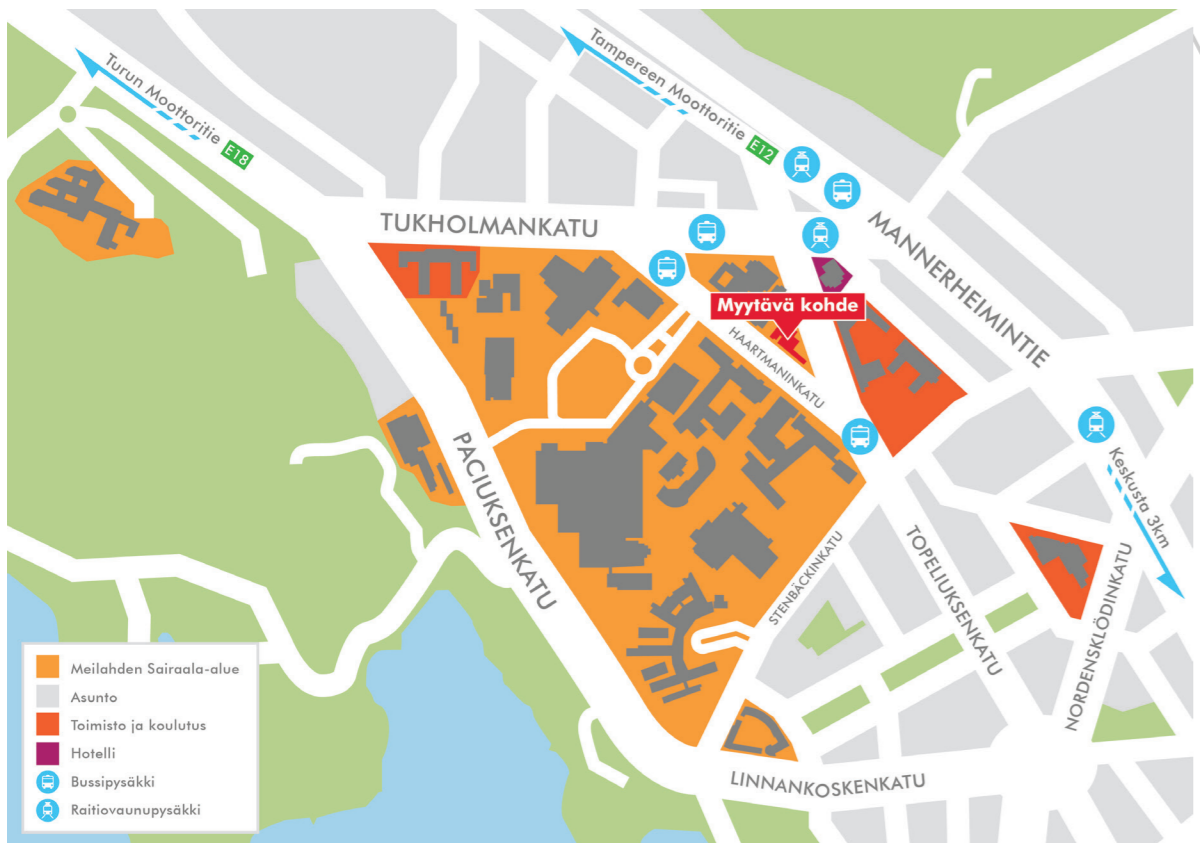 Turun Moottoritie E18
Tampereen Moottoritie E12
TUKHOLMANKATU
MANNERHEIMINTIE
Myytävä kohde
HAARTMANINKATU
PACIUKSENKATU
Keskusta 3km
STENBÄCKINKATU
TOPELIUKSENKATU
NORDENSKLÖDINKATU
LINNANKOSKENKATU
Meilahden Sairaala-alue
Asunto
Toimisto ja koulutus
Hotelli
Bussipysäkki
Raitiovaunupysäkki